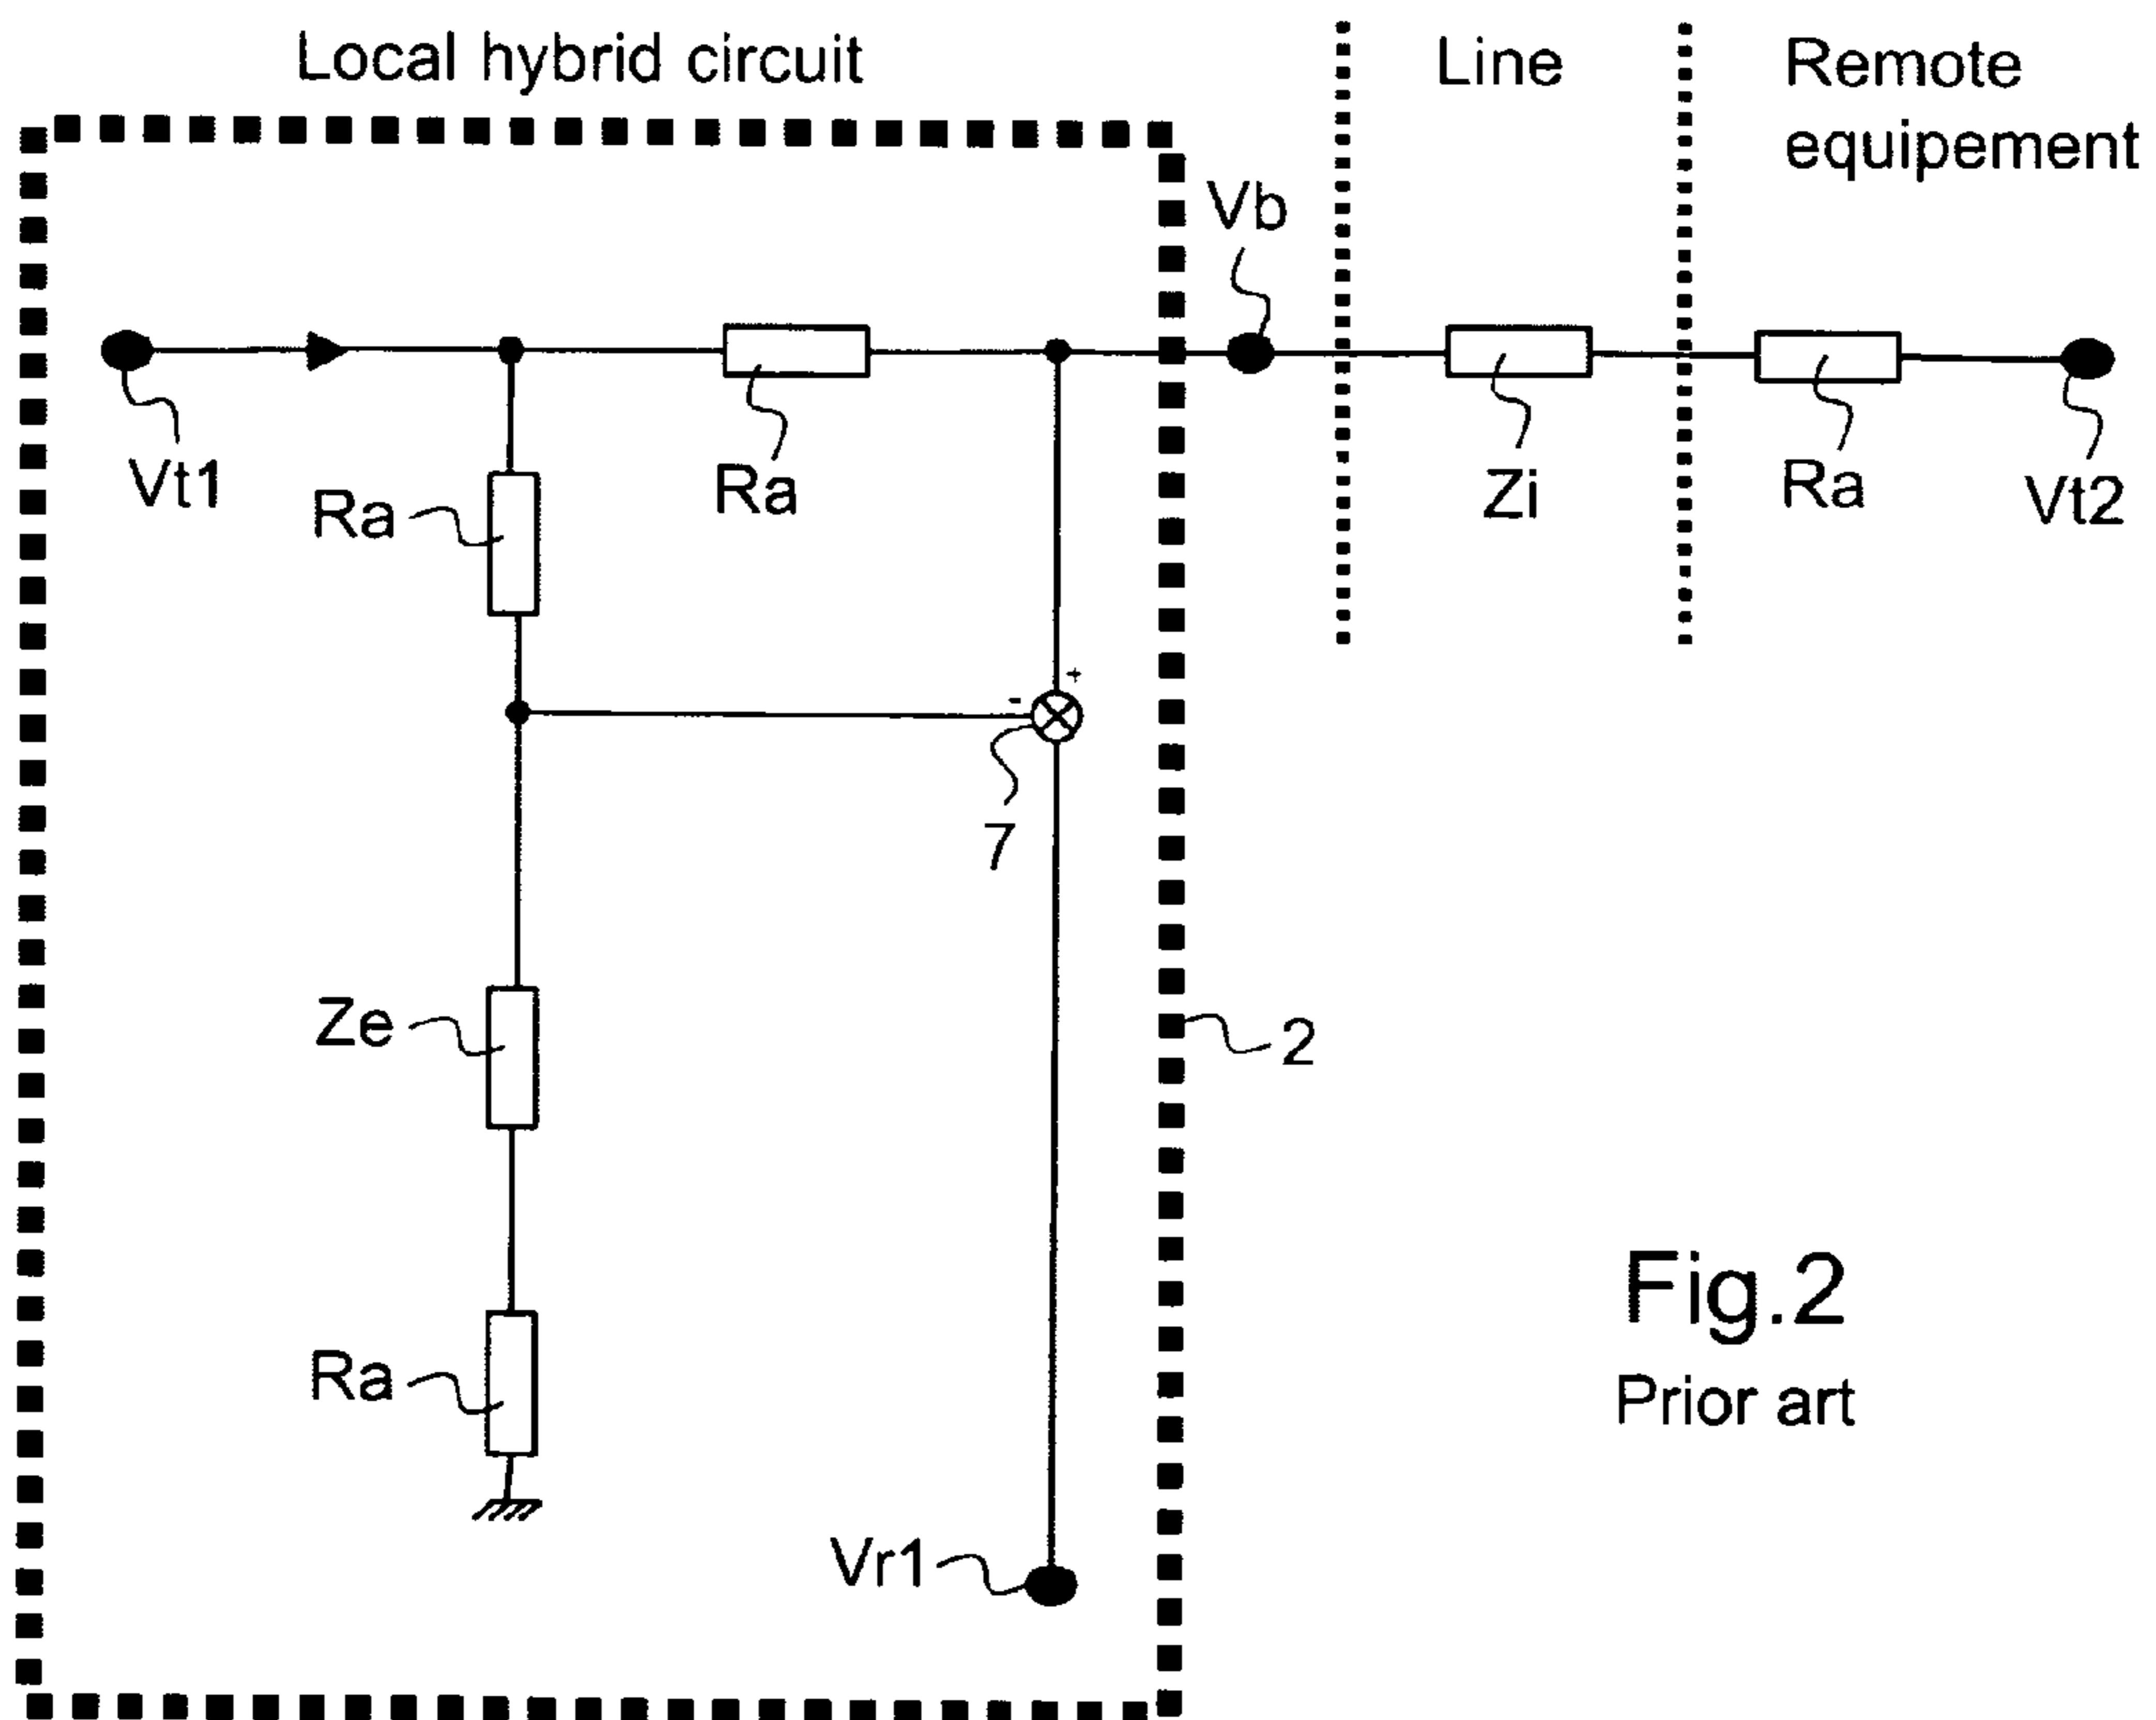 Local hybrid circuit
Line
Remote
equipement
Vb
Vt1
Ra
Ra
Zi
Ra
Vt2
+
-
7
Ze
2
Ra
Vr1
Fig.2
Prior art